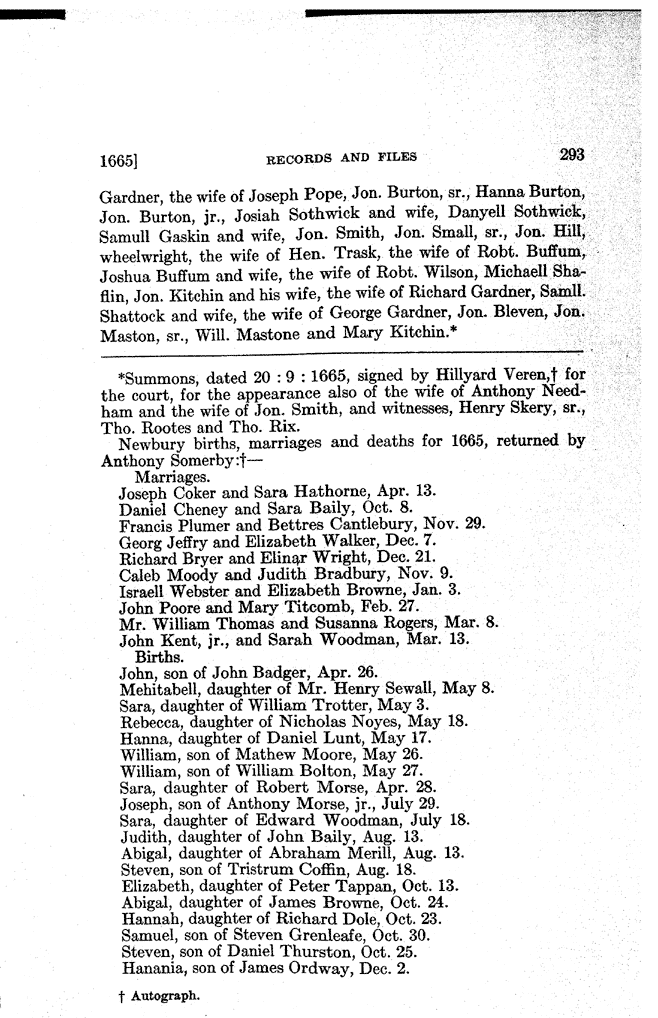 1665] RECORDS AND FILES 293
Gardner, the wife of Joseph Pope, Jon. Burton, sr., Hanna Burton,
Jon. Burton, jr., Josiah Sothwick and wife, Danyell Sothwick,
Samull Gaskin and wife, Jon. Smith, Jon. Small, sr., Jon. Hill,
wheelwright, the wife of Hen. Trask, the wife of Robt. Buffum,
Joshua Buffum and wife, the wife of Robt. Wilson, Michaell Sha-
flin, Jon. Kitchin and his wife, the wife of Richard Gardner, Samll.
Shattock and wife, the wife of George Gardner, Jon. Bleven, Jon.
Maston, sr., Will. Mastone and Mary Kitchin.*
*Summons, dated 20 : 9 : 1665, signed by Hillyard Veren,† for
the court, for the appearance also of the wife of Anthony Need-
ham and the wife of Jon. Smith, and witnesses, Henry Skery, sr.,
Tho. Rootes and Tho. Rix.
Newbury births, marriages and deaths for 1665, returned by
Anthony Somerby:†—
Marriages.
Joseph Coker and Sara Hathorne, Apr. 13.
Daniel Cheney and Sara Baily, Oct. 8.
Francis Plumer and Bettres Cantlebury, Nov. 29.
Georg Jeffry and Elizabeth Walker, Dec. 7.
Richard Bryer and Elinar Wright, Dec. 21.
Caleb Moody and Judith Bradbury, Nov. 9.
Israell Webster and Elizabeth Browne, Jan. 3.
John Poore and Mary Titcomb, Feb. 27.
Mr. William Thomas and Susanna Rogers, Mar. 8.
John Kent, jr., and Sarah Woodman, Mar. 13.
Births.
John, son of John Badger, Apr. 26.
Mehitabell, daughter of Mr. Henry Sewall, May 8.
Sara, daughter of William Trotter, May 3.
Rebecca, daughter of Nicholas Noyes, May 18.
Hanna, daughter of Daniel Lunt, May 17.
William, son of Mathew Moore, May 26.
William, son of William Bolton, May 27.
Sara, daughter of Robert Morse, Apr. 28.
Joseph, son of Anthony Morse, jr., July 29.
Sara, daughter of Edward Woodman, July 18.
Judith, daughter of John Baily, Aug. 13.
Abigal, daughter of Abraham Merill, Aug. 13.
Steven, son of Tristrum Coffin, Aug. 18.
Elizabeth, daughter of Peter Tappan, Oct. 13.
Abigal, daughter of James Browne, Oct. 24.
Hannah, daughter of Richard Dole, Oct. 23.
Samuel, son of Steven Grenleafe, Oct. 30.
Steven, son of Daniel Thurston, Oct. 25.
Hanania, son of James Ordway, Dec. 2.
† Autograph.